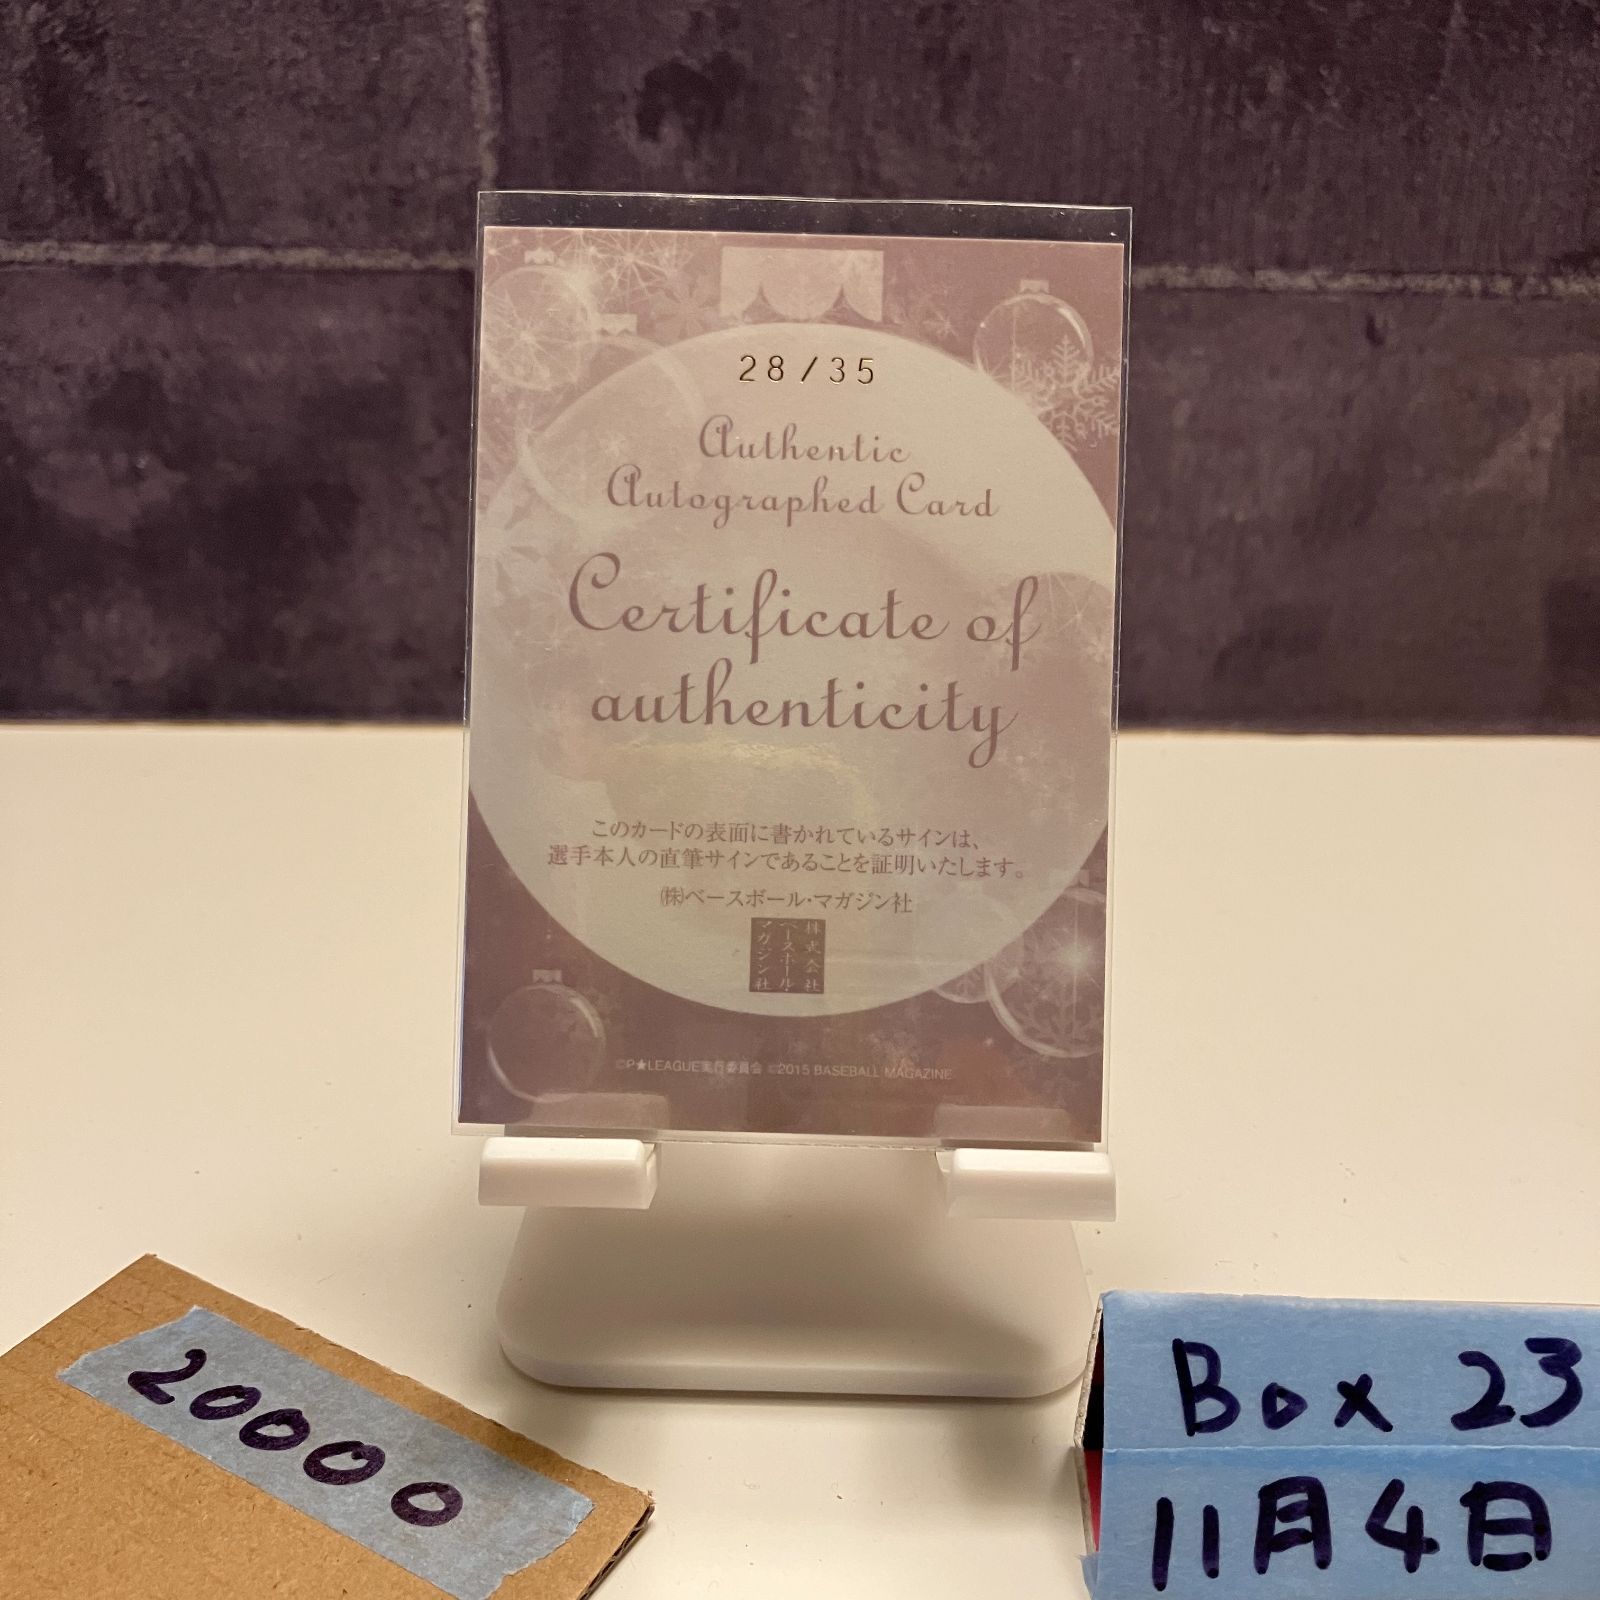 28/35
Authentic
Autographed Card
Certificate of
authenticity
このカードの表面に書かれているサインは、
選手本人の直筆サインであることを証明いたします。
㈱ベースボール・マガジン社
株式会社
ベースボール・
マガジン社
©P★LEAGUE実行委員会 ©2015 BASEBALL MAGAZINE
20000
Box 23
11月4日